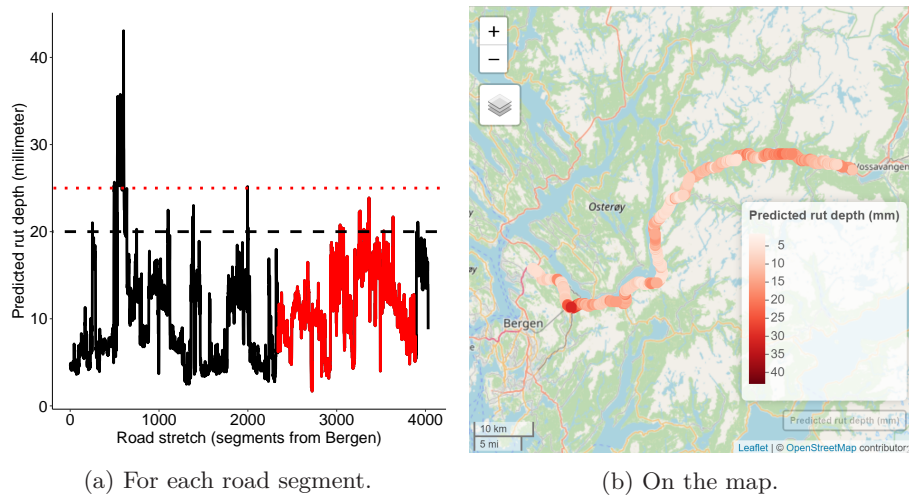 40
30
20
10
0
Predicted rut depth (millimeter)
0
1000
2000
3000
4000
Road stretch (segments from Bergen)
(a) For each road segment.
+
−
Osterøy
Vossavangen
Bergen
Predicted rut depth (mm)
5
10
15
20
25
30
35
40
Predicted rut depth (mm)
10 km
5 mi
Leaflet | © OpenStreetMap contributor
(b) On the map.